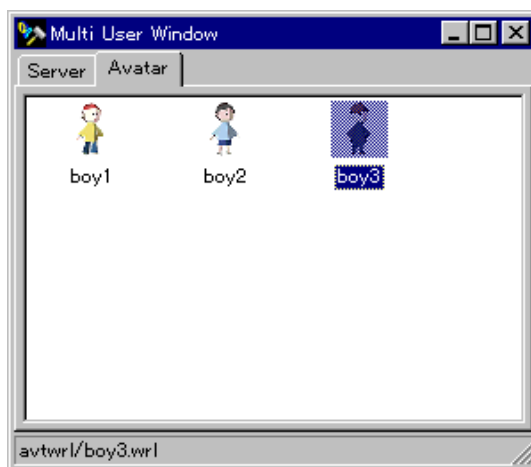 Multi User Window
Server Avatar
boy1 boy2 boy3
avtwrl/boy3.wrl